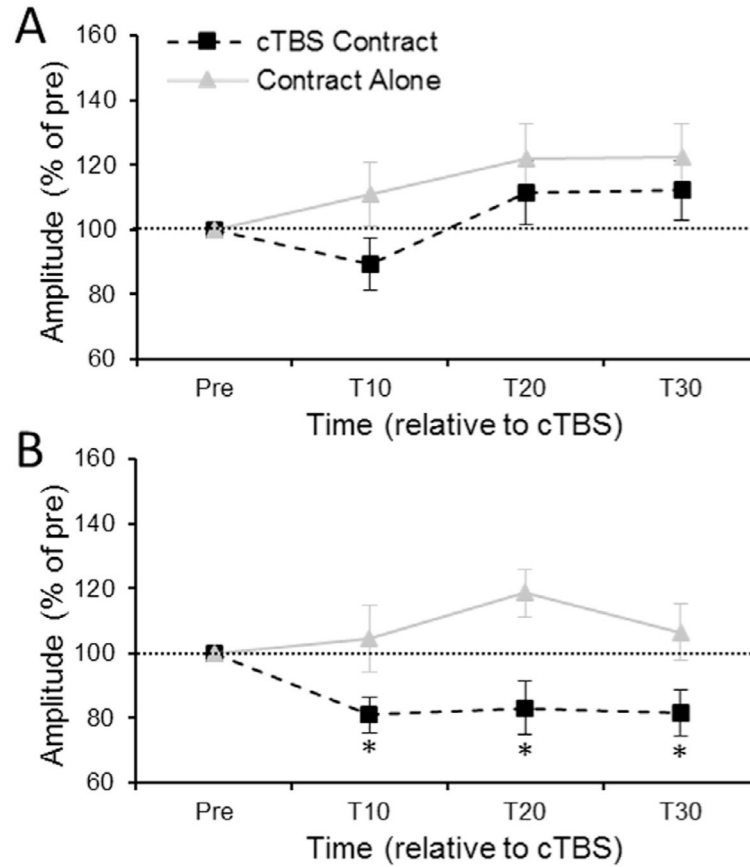 A
cTBS Contract
Contract Alone
Amplitude (% of pre)
160
140
120
100
80
60
Pre T10 T20 T30
Time (relative to cTBS)
B
Amplitude (% of pre)
160
140
120
100
80
60
* * *
Pre T10 T20 T30
Time (relative to cTBS)